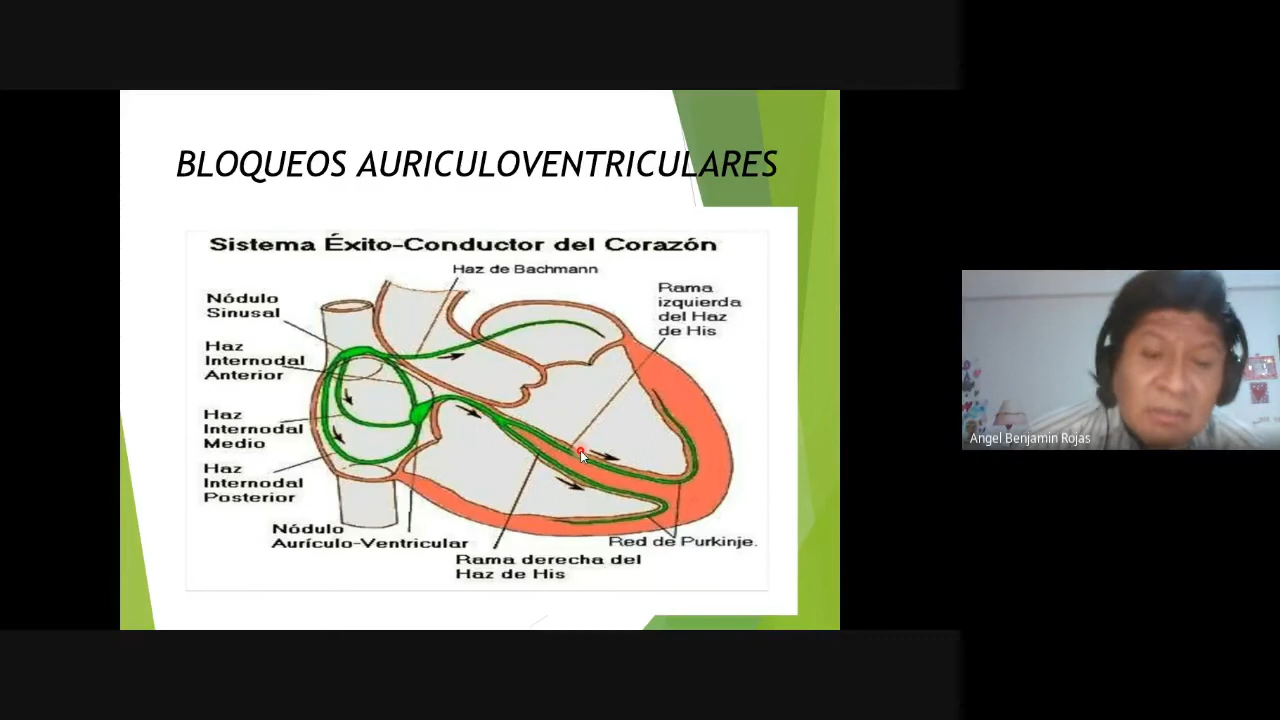 BLOQUEOS AURICULOVENTRICULARES
Sistema Éxito-Conductor del Corazón
Haz de Bachmann
Nódulo
Sinusal
Haz
Internodal
Anterior
Haz
Internodal
Medio
Haz
Internodal
Posterior
Nódulo
Aurículo-Ventricular
Rama derecha del
Haz de His
Red de Purkinje.
Rama
izquierda
del Haz
de His
Angel Benjamin Rojas